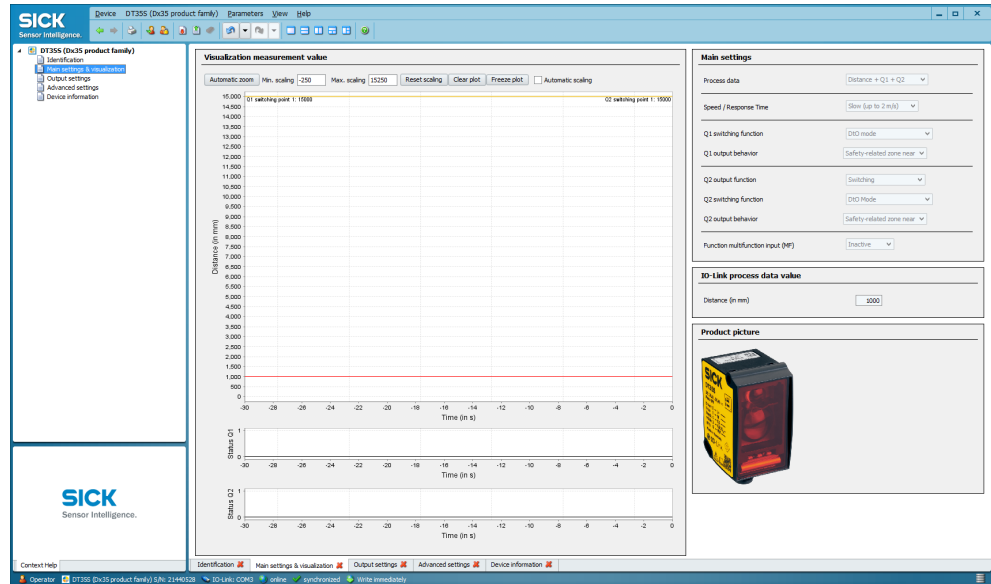 SICK
Sensor Intelligence.
Device DT35S (Dx35 product family) Parameters View Help
DT35S (Dx35 product family)
Identification
Main settings & visualization
Output settings
Advanced settings
Device information
SICK
Sensor Intelligence.
Context Help
Visualization measurement value
Automatic zoom Min. scaling -250 Max. scaling 15250 Reset scaling Clear plot Freeze plot Automatic scaling
Q1 switching point 1: 15000 Q2 switching point 1: 15000
15,000
14,500
14,000
13,500
13,000
12,500
12,000
11,500
11,000
10,500
10,000
9,500
9,000
8,500
8,000
7,500
7,000
6,500
6,000
5,500
5,000
4,500
4,000
3,500
3,000
2,500
2,000
1,500
1,000
500
0
Distance (in mm)
-30 -28 -26 -24 -22 -20 -18 -16 -14 -12 -10 -8 -6 -4 -2 0
Time (in s)
Status Q1
1
0
-30 -28 -26 -24 -22 -20 -18 -16 -14 -12 -10 -8 -6 -4 -2 0
Time (in s)
Status Q2
1
0
-30 -28 -26 -24 -22 -20 -18 -16 -14 -12 -10 -8 -6 -4 -2 0
Time (in s)
Main settings
Process data Distance + Q1 + Q2
Speed / Response Time Slow (up to 2 m/s)
Q1 switching function DtO mode
Q1 output behavior Safety-related zone near
Q2 output function Switching
Q2 switching function DtO Mode
Q2 output behavior Safety-related zone near
Function multifunction input (MF) Inactive
IO-Link process data value
Distance (in mm) 1000
Product picture
SICK
Identification Main settings & visualization Output settings Advanced settings Device information
Operator DT35S (Dx35 product family) S/N: 21440528 IO-Link: COM3 online synchronized Write immediately